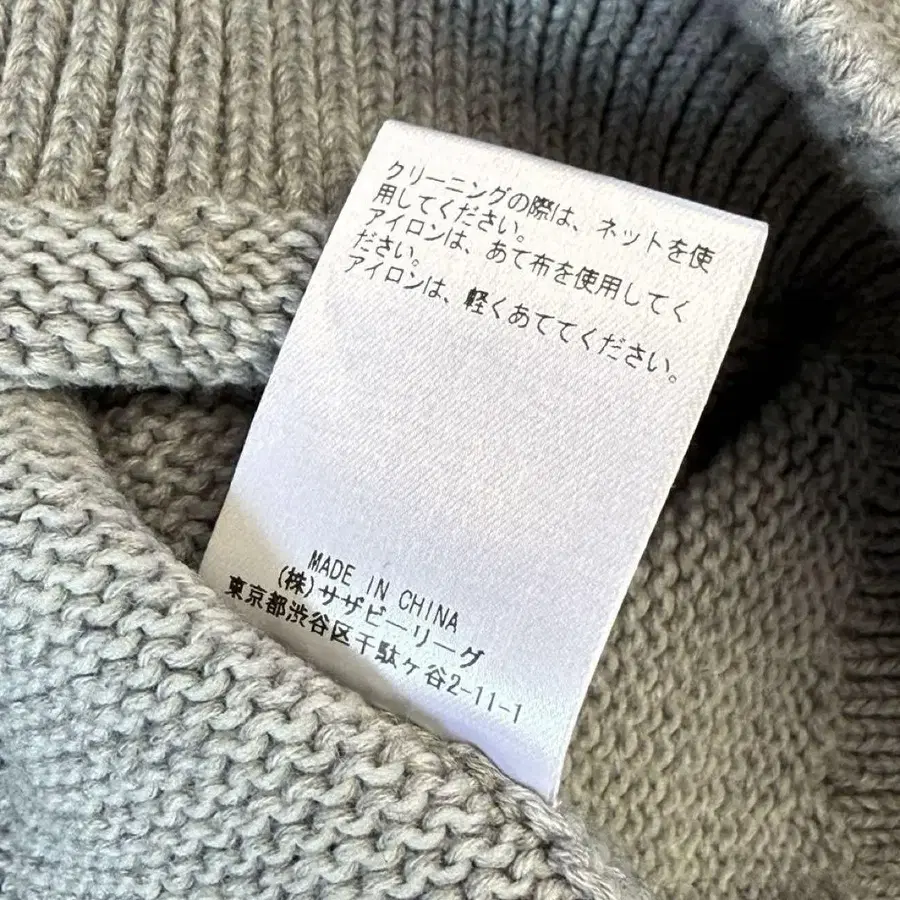 クリーニングの際は、ネットを使
用してください。
アイロンは、あて布を使用してく
ださい。
アイロンは、軽くあててください。
MADE IN CHINA
(株)サザビーリーグ
東京都渋谷区千駄ヶ谷2-11-1